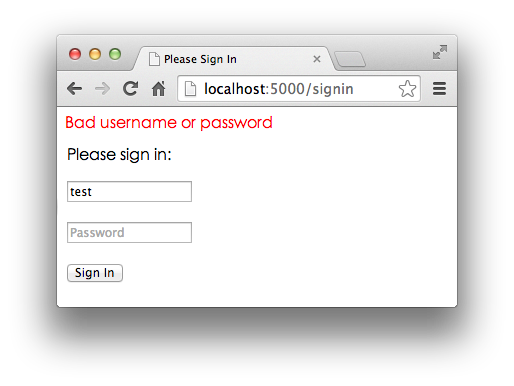 Please Sign In
localhost:5000/signin
Bad username or password
Please sign in:
test
Password
Sign In